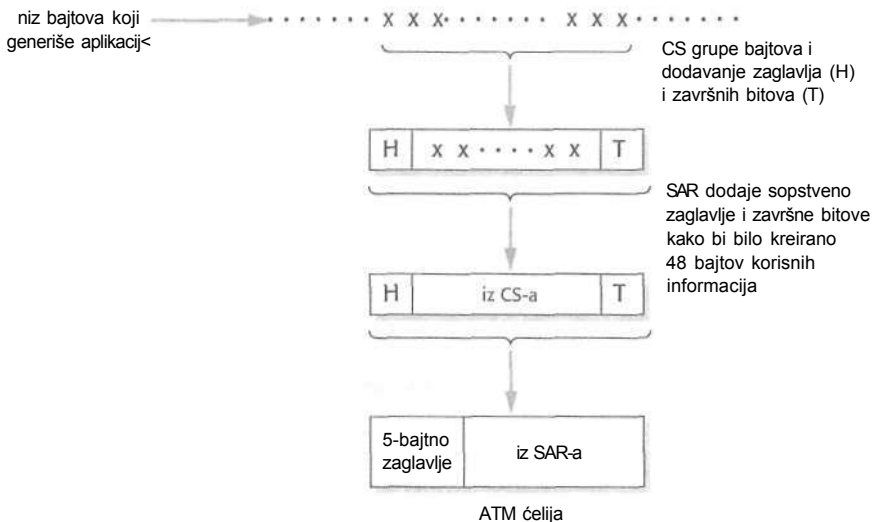 niz bajtova koji
generiše aplikacij<
· · · · · · · X X X · · · · · · · X X X · · · · · · ·
CS grupe bajtova i
dodavanje zaglavlja (H)
i završnih bitova (T)
H X X · · · · X X T
SAR dodaje sopstveno
zaglavlje i završne bitove
kako bi bilo kreirano
48 bajtov korisnih
informacija
H iz CS-a T
5-bajtno
zaglavlje
iz SAR-a
ATM ćelija